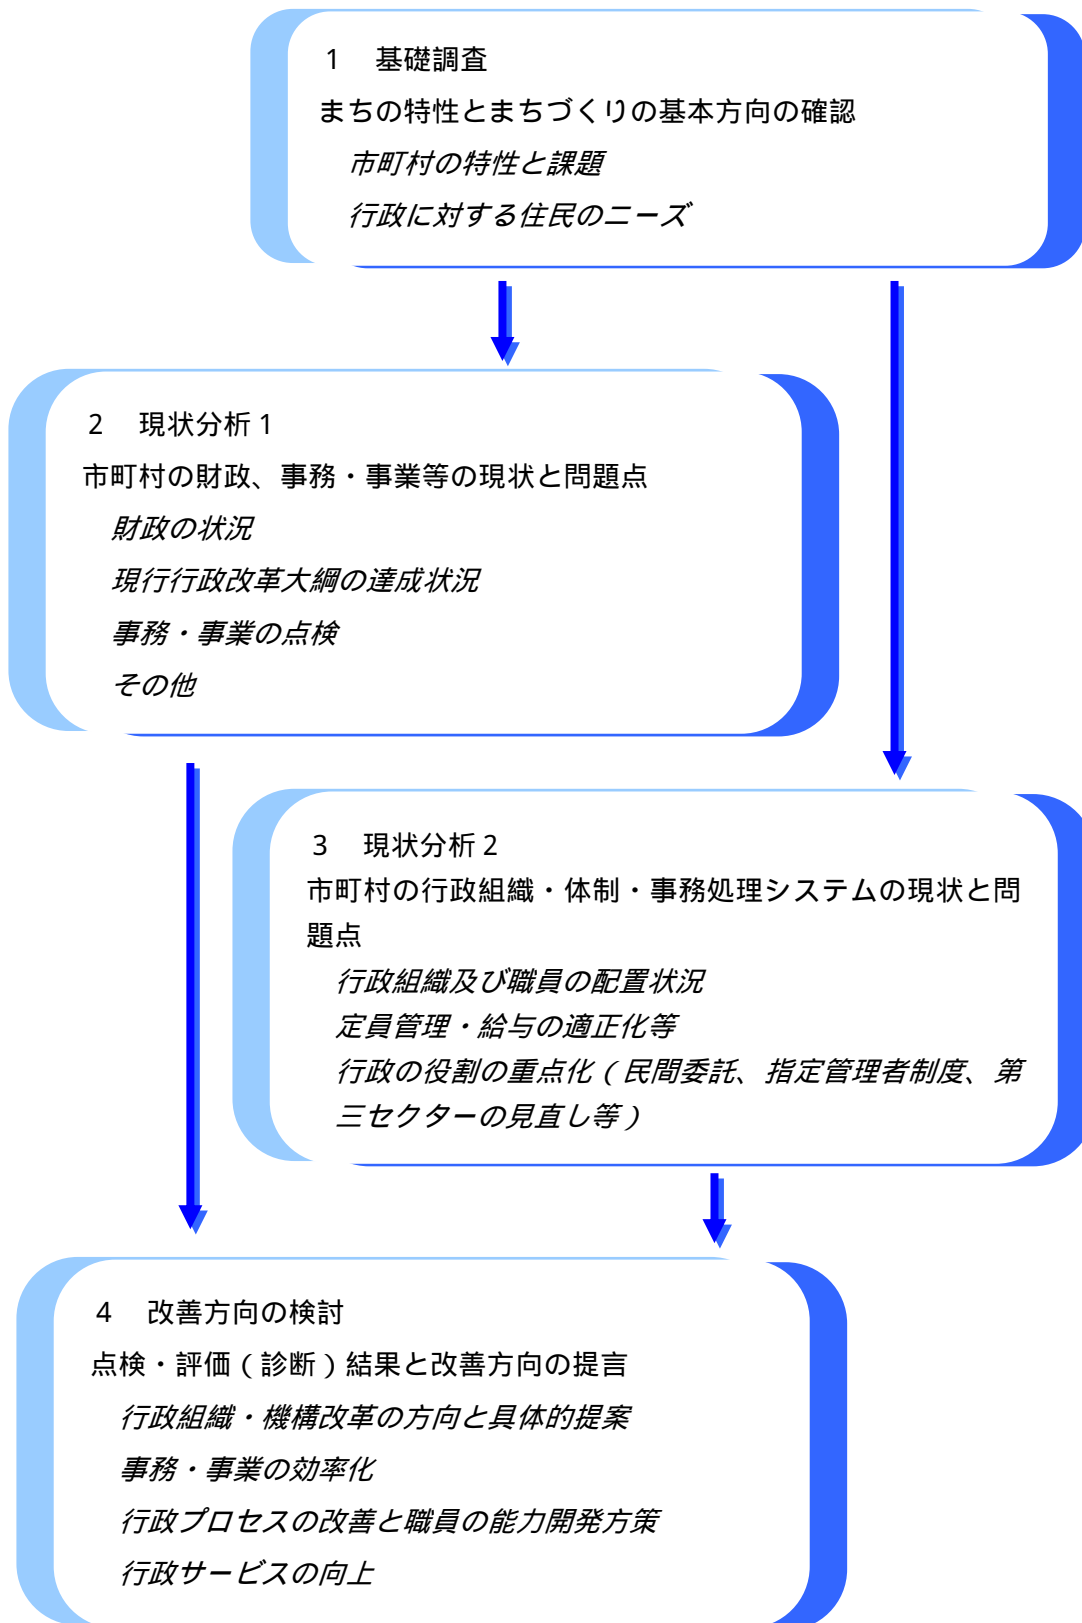 1　基礎調査
まちの特性とまちづくりの基本方向の確認
市町村の特性と課題
行政に対する住民のニーズ
2　現状分析1
市町村の財政、事務・事業等の現状と問題点
財政の状況
現行行政改革大綱の達成状況
事務・事業の点検
その他
3　現状分析2
市町村の行政組織・体制・事務処理システムの現状と問
題点
行政組織及び職員の配置状況
定員管理・給与の適正化等
行政の役割の重点化（民間委託、指定管理者制度、第
三セクターの見直し等）
4　改善方向の検討
点検・評価（診断）結果と改善方向の提言
行政組織・機構改革の方向と具体的提案
事務・事業の効率化
行政プロセスの改善と職員の能力開発方策
行政サービスの向上